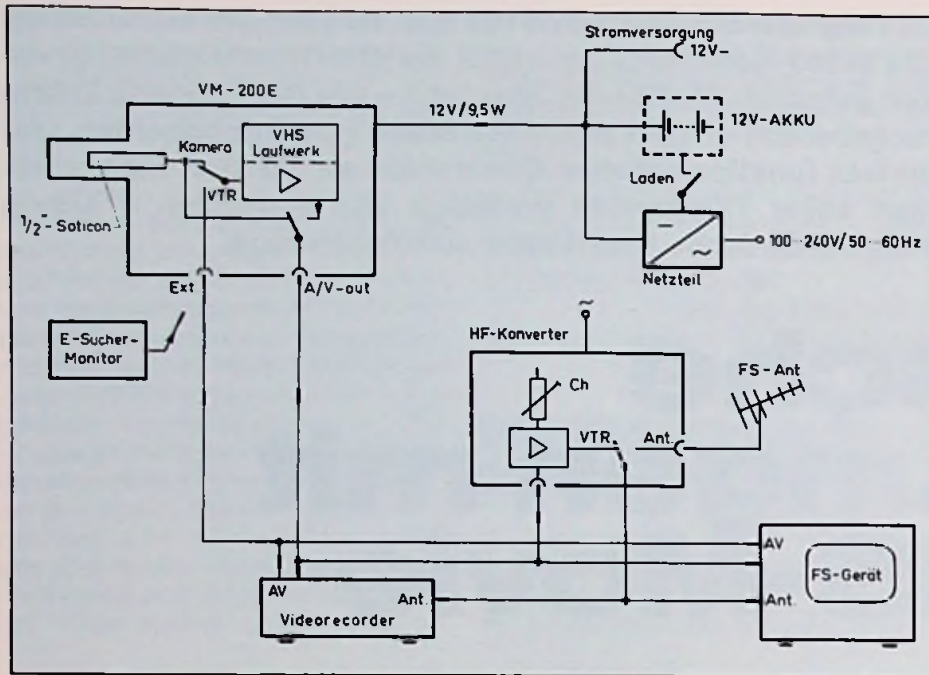 Stromversorgung
12V-
VM-200E
12V/9,5W
12V-AKKU
Kamera
VHS
Laufwerk
VTR
Laden
1/2"-Saticon
100-240V/50-60Hz
Netzteil
Ext
A/V-out
E-Sucher-
Monitor
HF-Konverter
~
Ch
FS-Ant
VTR
Ant.
AV
FS-Gerät
Ant.
AV
Ant.
Videorecorder